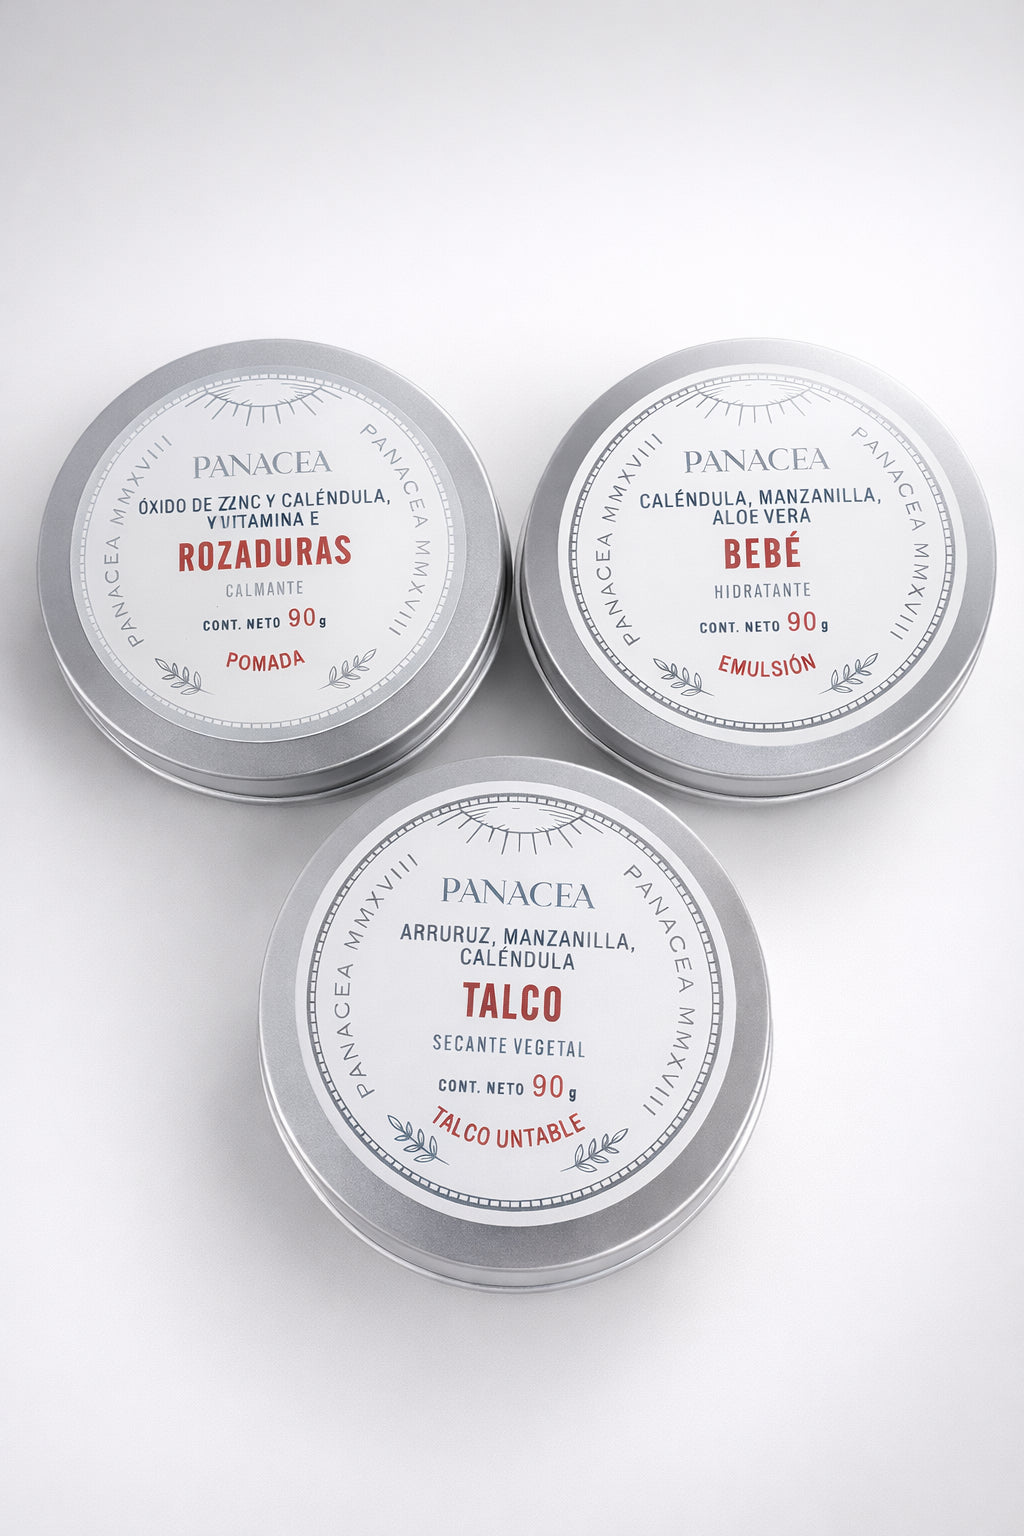 PANACEA
ÓXIDO DE ZZNC Y CALÉNDULA,
Y VITAMINA E
ROZADURAS
CALMANTE
CONT. NETO 90 g
POMADA
PANACEA MMXVIII
PANACEA MMXVIII
PANACEA
CALÉNDULA, MANZANILLA,
ALOE VERA
BEBÉ
HIDRATANTE
CONT. NETO 90 g
EMULSIÓN
PANACEA MMXVIII
PANACEA MMXVIII
PANACEA
ARRURUZ, MANZANILLA,
CALÉNDULA
TALCO
SECANTE VEGETAL
CONT. NETO 90 g
TALCO UNTABLE
PANACEA MMXVIII
PANACEA MMXVIII